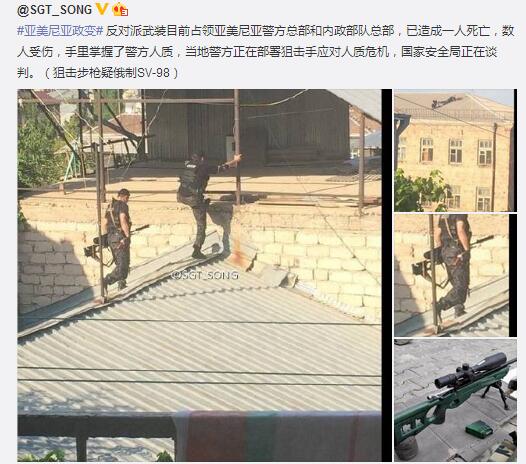 @SGT_SONG
#亚美尼亚政变# 反对派武装目前占领亚美尼亚警方总部和内政部队总部，已造成一人死亡，数
人受伤，手里掌握了警方人质，当地警方正在部署狙击手应对人质危机，国家安全局正在谈
判。（狙击步枪疑俄制SV-98）
@SGT_SONG